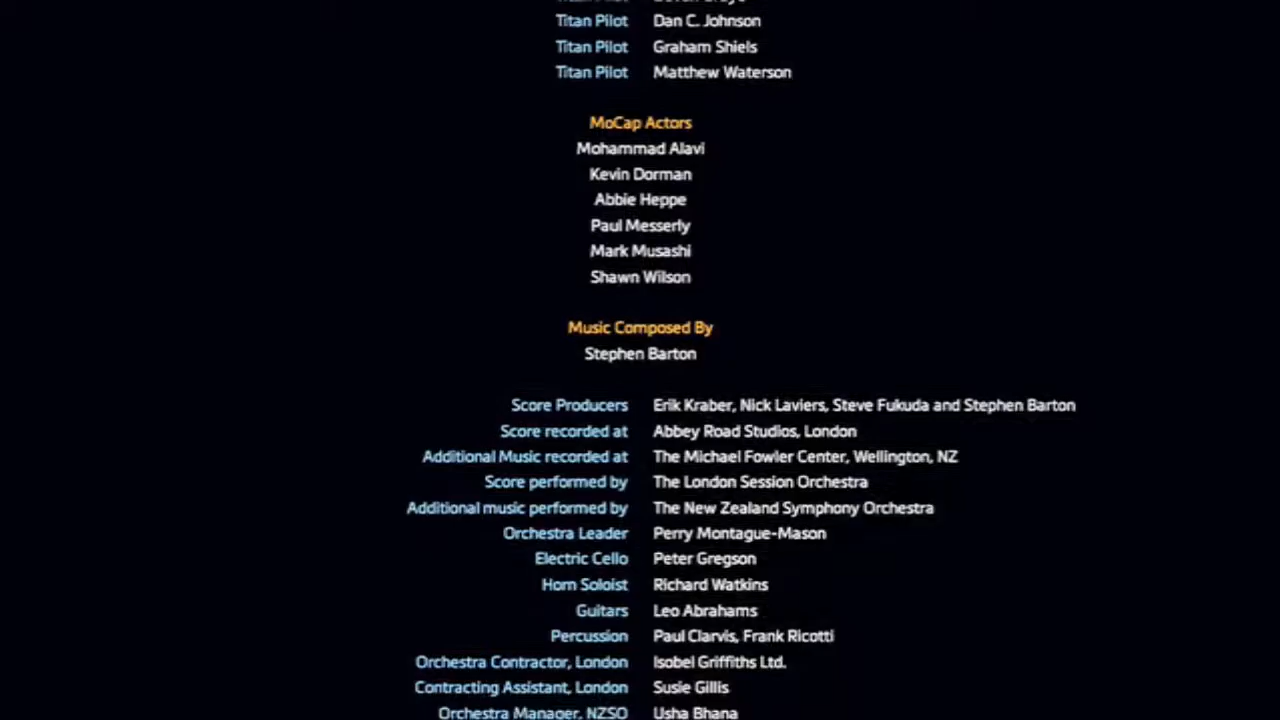 Titan Pilot Dan C. Johnson
Titan Pilot Graham Shiels
Titan Pilot Matthew Waterson
MoCap Actors
Mohammad Alavi
Kevin Dorman
Abbie Heppe
Paul Messerly
Mark Musashi
Shawn Wilson
Music Composed By
Stephen Barton
Score Producers Erik Kraber, Nick Laviers, Steve Fukuda and Stephen Barton
Score recorded at Abbey Road Studios, London
Additional Music recorded at The Michael Fowler Center, Wellington, NZ
Score performed by The London Session Orchestra
Additional music performed by The New Zealand Symphony Orchestra
Orchestra Leader Perry Montague-Mason
Electric Cello Peter Gregson
Horn Soloist Richard Watkins
Guitars Leo Abrahams
Percussion Paul Clarvis, Frank Ricotti
Orchestra Contractor, London Isobel Griffiths Ltd.
Contracting Assistant, London Susie Gillis
Orchestra Manager, NZSO Usha Bhana